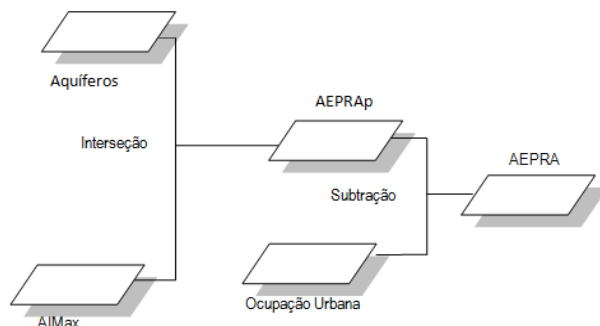 Aquíferos
AEPRAp
Interseção
AEPRA
Subtração
Ocupação Urbana
AIMax